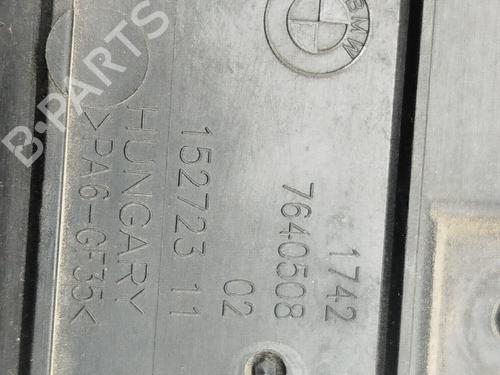 BMW
1742
7640508
02
152723 11
HUNGARY
>PA6-GF35<
B-PARTS